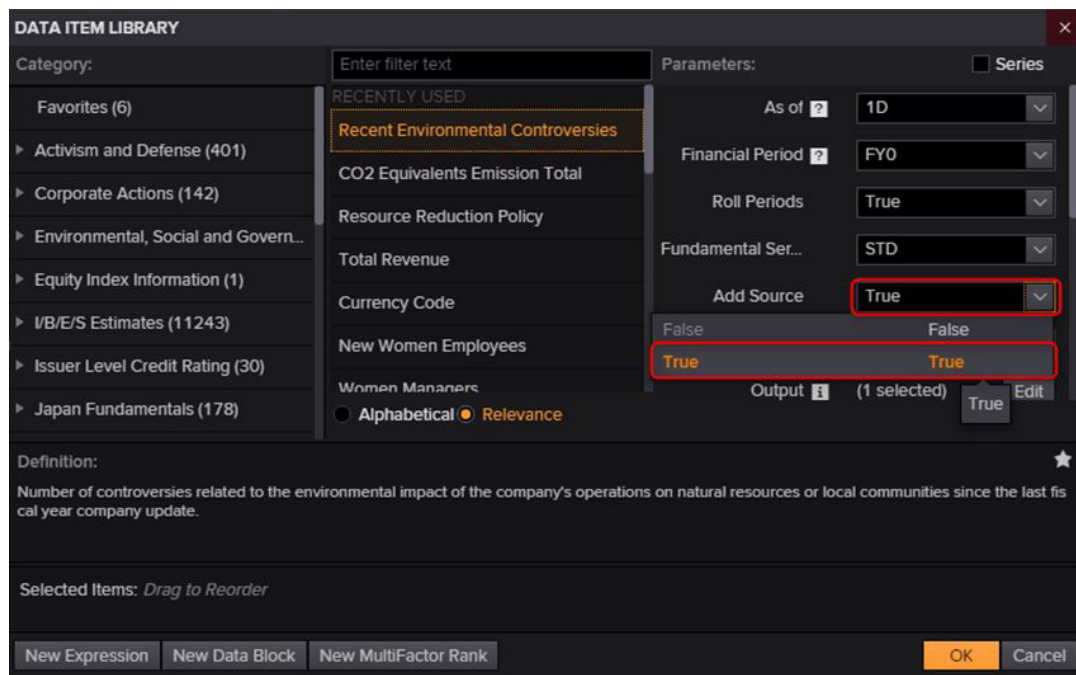 DATA ITEM LIBRARY
×
Category:
Enter filter text
Parameters:
Series
Favorites (6)
Activism and Defense (401)
Corporate Actions (142)
Environmental, Social and Govern...
Equity Index Information (1)
I/B/E/S Estimates (11243)
Issuer Level Credit Rating (30)
Japan Fundamentals (178)
RECENTLY USED
Recent Environmental Controversies
CO2 Equivalents Emission Total
Resource Reduction Policy
Total Revenue
Currency Code
New Women Employees
Women Managers
Alphabetical
Relevance
As of ? 1D
Financial Period ? FY0
Roll Periods True
Fundamental Ser... STD
Add Source True
False False
True True
Output i (1 selected) Edit
True
Definition:
Number of controversies related to the environmental impact of the company's operations on natural resources or local communities since the last fis
cal year company update.
Selected Items: Drag to Reorder
New Expression New Data Block New MultiFactor Rank OK Cancel